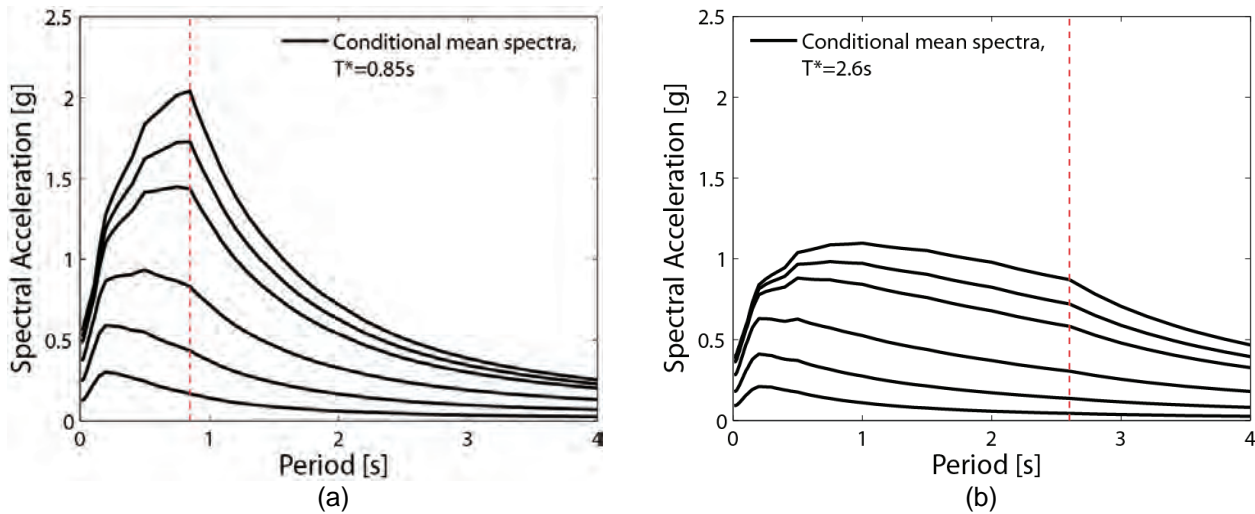 2.5
2
1.5
1
0.5
0
Spectral Acceleration [g]
Conditional mean spectra,
T*=0.85s
0 1 2 3 4
Period [s]
(a)
2.5
2
1.5
1
0.5
0
Spectral Acceleration [g]
Conditional mean spectra,
T*=2.6s
0 1 2 3 4
Period [s]
(b)